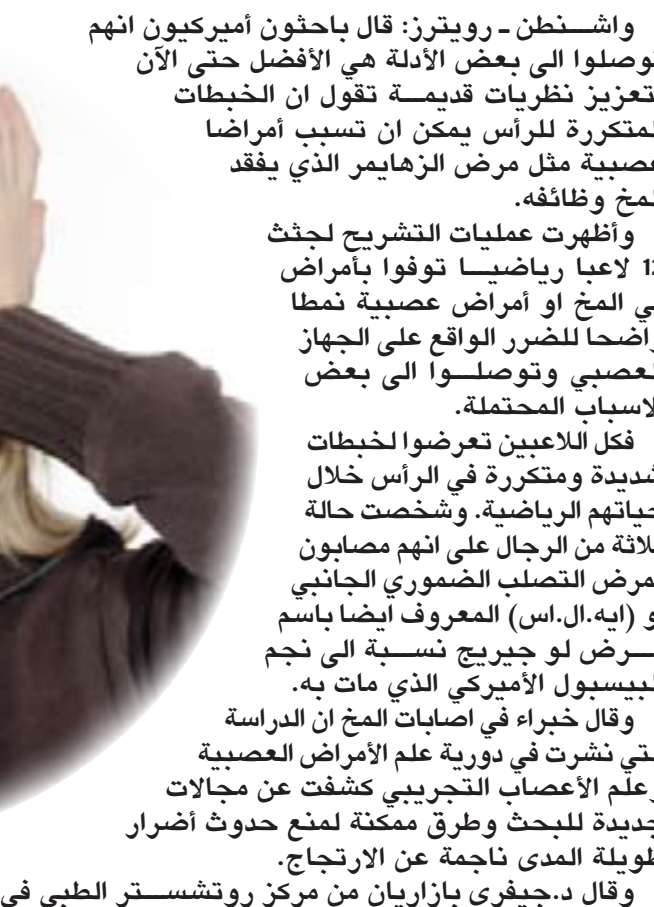 واشنطن ـ رويترز: قال باحثون أميركيون انهم
توصلوا الى بعض الأدلة هي الأفضل حتى الآن
لتعزيز نظريات قديمة تقول ان الخبطات
المتكررة للرأس يمكن ان تسبب أمراضا
عصبية مثل مرض الزهايمر الذي يفقد
المخ وظائفه.
وأظهرت عمليات التشريح لجثث
12 لاعبا رياضيا توفوا بأمراض
في المخ او أمراض عصبية نمطا
واضحا للضرر الواقع على الجهاز
العصبي وتوصلوا الى بعض
الاسباب المحتملة.
فكل اللاعبين تعرضوا لخبطات
شديدة ومتكررة في الرأس خلال
حياتهم الرياضية. وشخصت حالة
ثلاثة من الرجال على انهم مصابون
بمرض التصلب الضموري الجانبي
او (ايه.ال.اس) المعروف ايضا باسم
مرض لو جيريج نسبة الى نجم
البيسبول الأميركي الذي مات به.
وقال خبراء في اصابات المخ ان الدراسة
التي نشرت في دورية علم الأمراض العصبية
وعلم الأعصاب التجريبي كشفت عن مجالات
جديدة للبحث وطرق ممكنة لمنع حدوث أضرار
طويلة المدى ناجمة عن الارتجاج.
وقال د.جيفري بازاريان من مركز روتشستر الطبي في